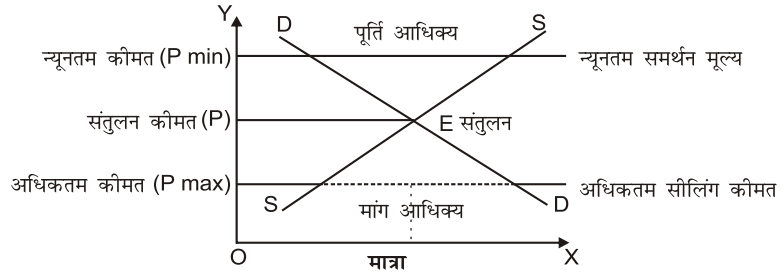 Y
D
पूर्ति आधिक्य
S
न्यूनतम कीमत (P min)
न्यूनतम समर्थन मूल्य
संतुलन कीमत (P)
E संतुलन
अधिकतम कीमत (P max)
अधिकतम सीलिंग कीमत
S
मांग आधिक्य
D
O
मात्रा
X